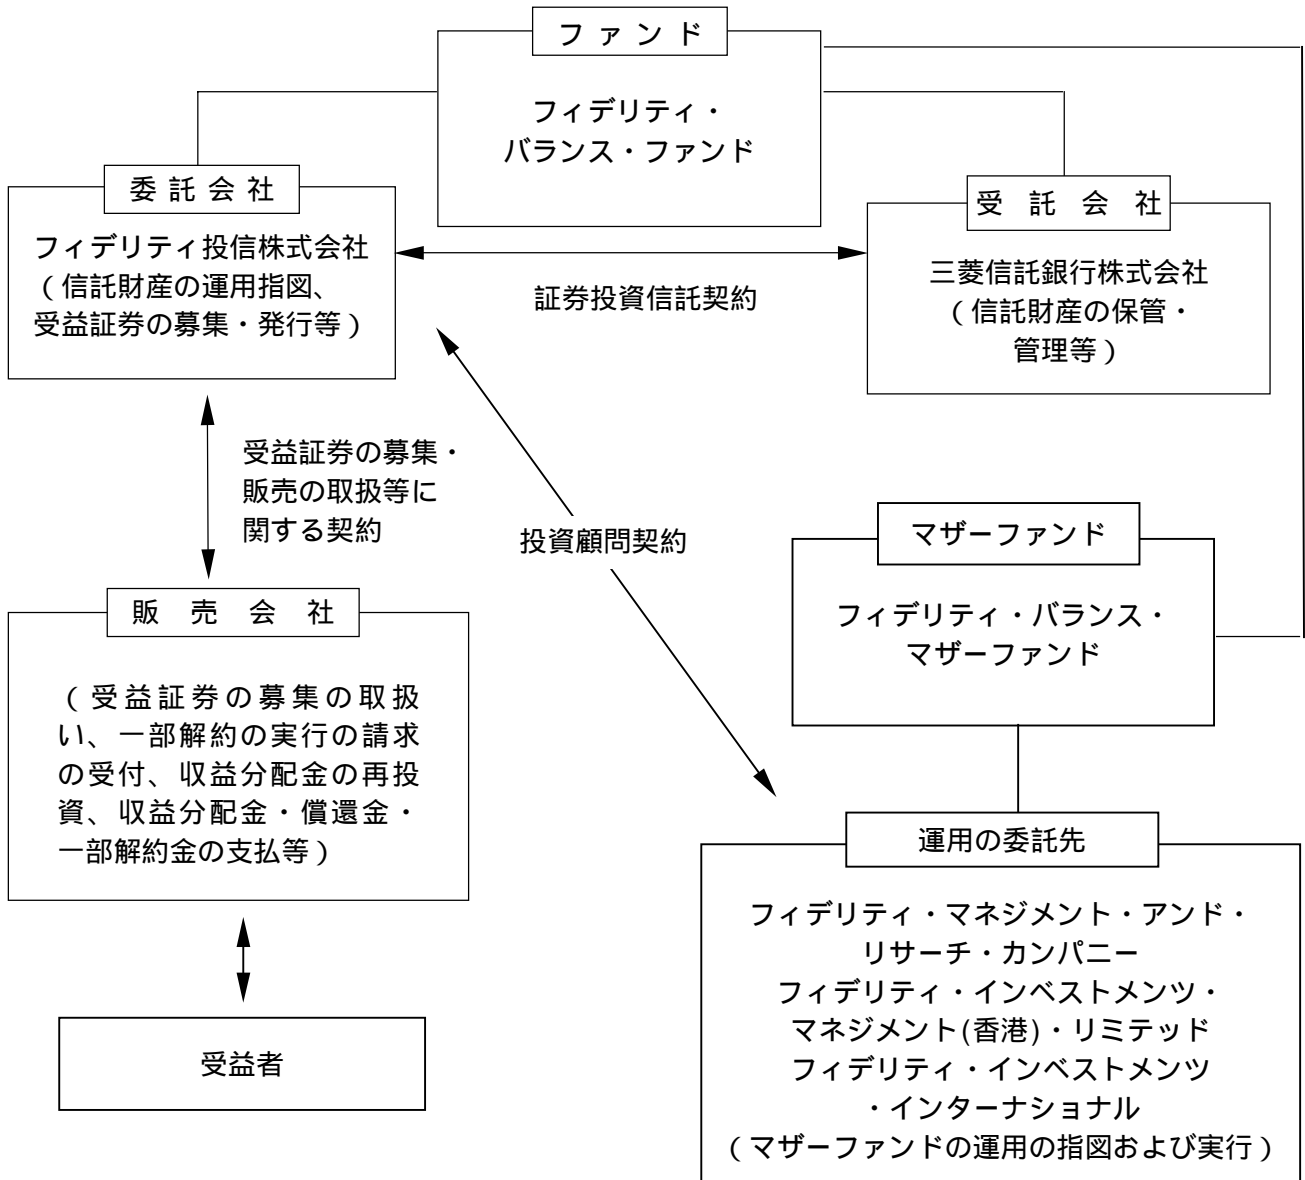 ファンド
フィデリティ・
バランス・ファンド
委託会社
フィデリティ投信株式会社
（信託財産の運用指図、
受益証券の募集・発行等）
証券投資信託契約
受託会社
三菱信託銀行株式会社
（信託財産の保管・
管理等）
受益証券の募集・
販売の取扱等に
関する契約
投資顧問契約
マザーファンド
フィデリティ・バランス・
マザーファンド
販売会社
（受益証券の募集の取扱
い、一部解約の実行の請求
の受付、収益分配金の再投
資、収益分配金・償還金・
一部解約金の支払等）
運用の委託先
フィデリティ・マネジメント・アンド・
リサーチ・カンパニー
フィデリティ・インベストメンツ・
マネジメント(香港)・リミテッド
フィデリティ・インベストメンツ
・インターナショナル
（マザーファンドの運用の指図および実行）
受益者